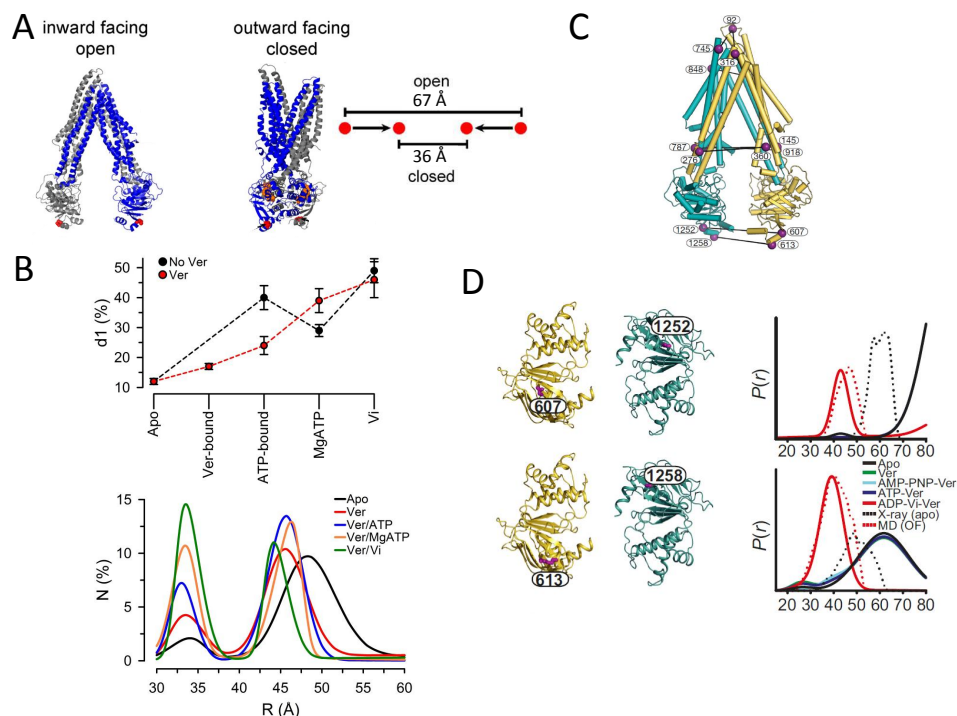 A
inward facing
open
outward facing
closed
open
67 Å
36 Å
closed
B
No Ver
Ver
d1 (%)
50
40
30
20
10
Apo
Ver-bound
ATP-bound
MgATP
Vi
15
10
5
0
N (%)
Apo
Ver
Ver/ATP
Ver/MgATP
Ver/Vi
30 35 40 45 50 55 60
R (Å)
C
92
745
316
848
787
276
360
145
918
1252
1258
607
613
D
607
1252
613
1258
P(r)
20 30 40 50 60 70 80
Apo
Ver
AMP-PNP-Ver
ATP-Ver
ADP-Vi-Ver
X-ray (apo)
MD (OF)
P(r)
20 30 40 50 60 70 80